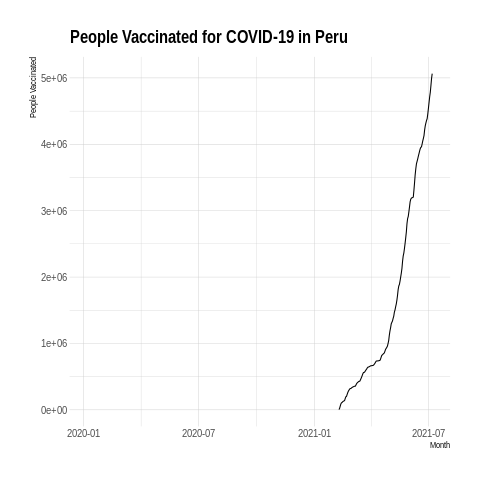 People Vaccinated for COVID-19 in Peru
People Vaccinated
5e+06
4e+06
3e+06
2e+06
1e+06
0e+00
2020-01 2020-07 2021-01 2021-07
Month